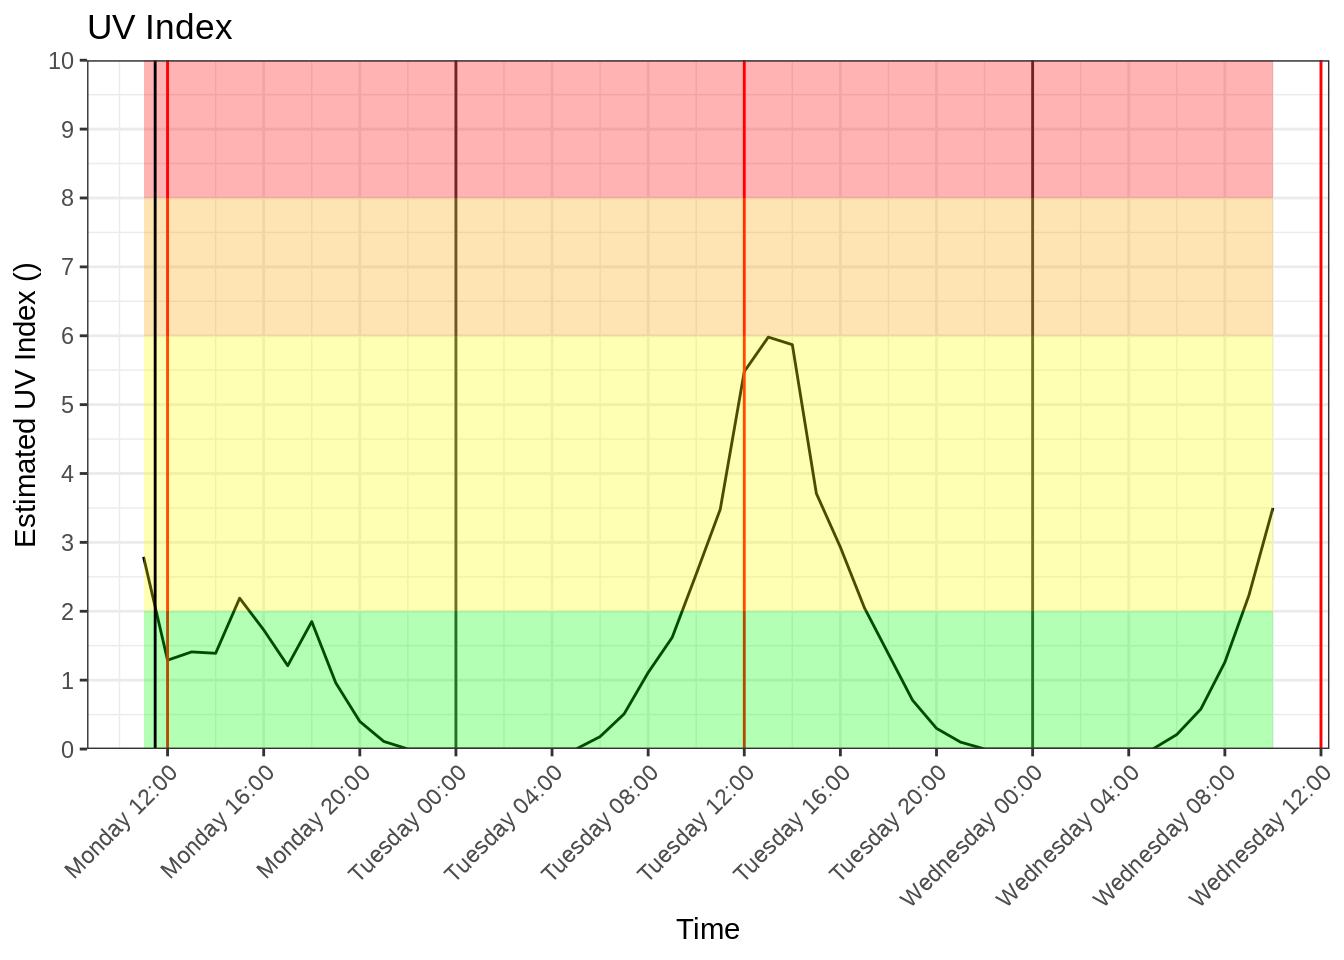 UV Index
Estimated UV Index ()
10
9
8
7
6
5
4
3
2
1
0
Monday 12:00
Monday 16:00
Monday 20:00
Tuesday 00:00
Tuesday 04:00
Tuesday 08:00
Tuesday 12:00
Tuesday 16:00
Tuesday 20:00
Wednesday 00:00
Wednesday 04:00
Wednesday 08:00
Wednesday 12:00
Time